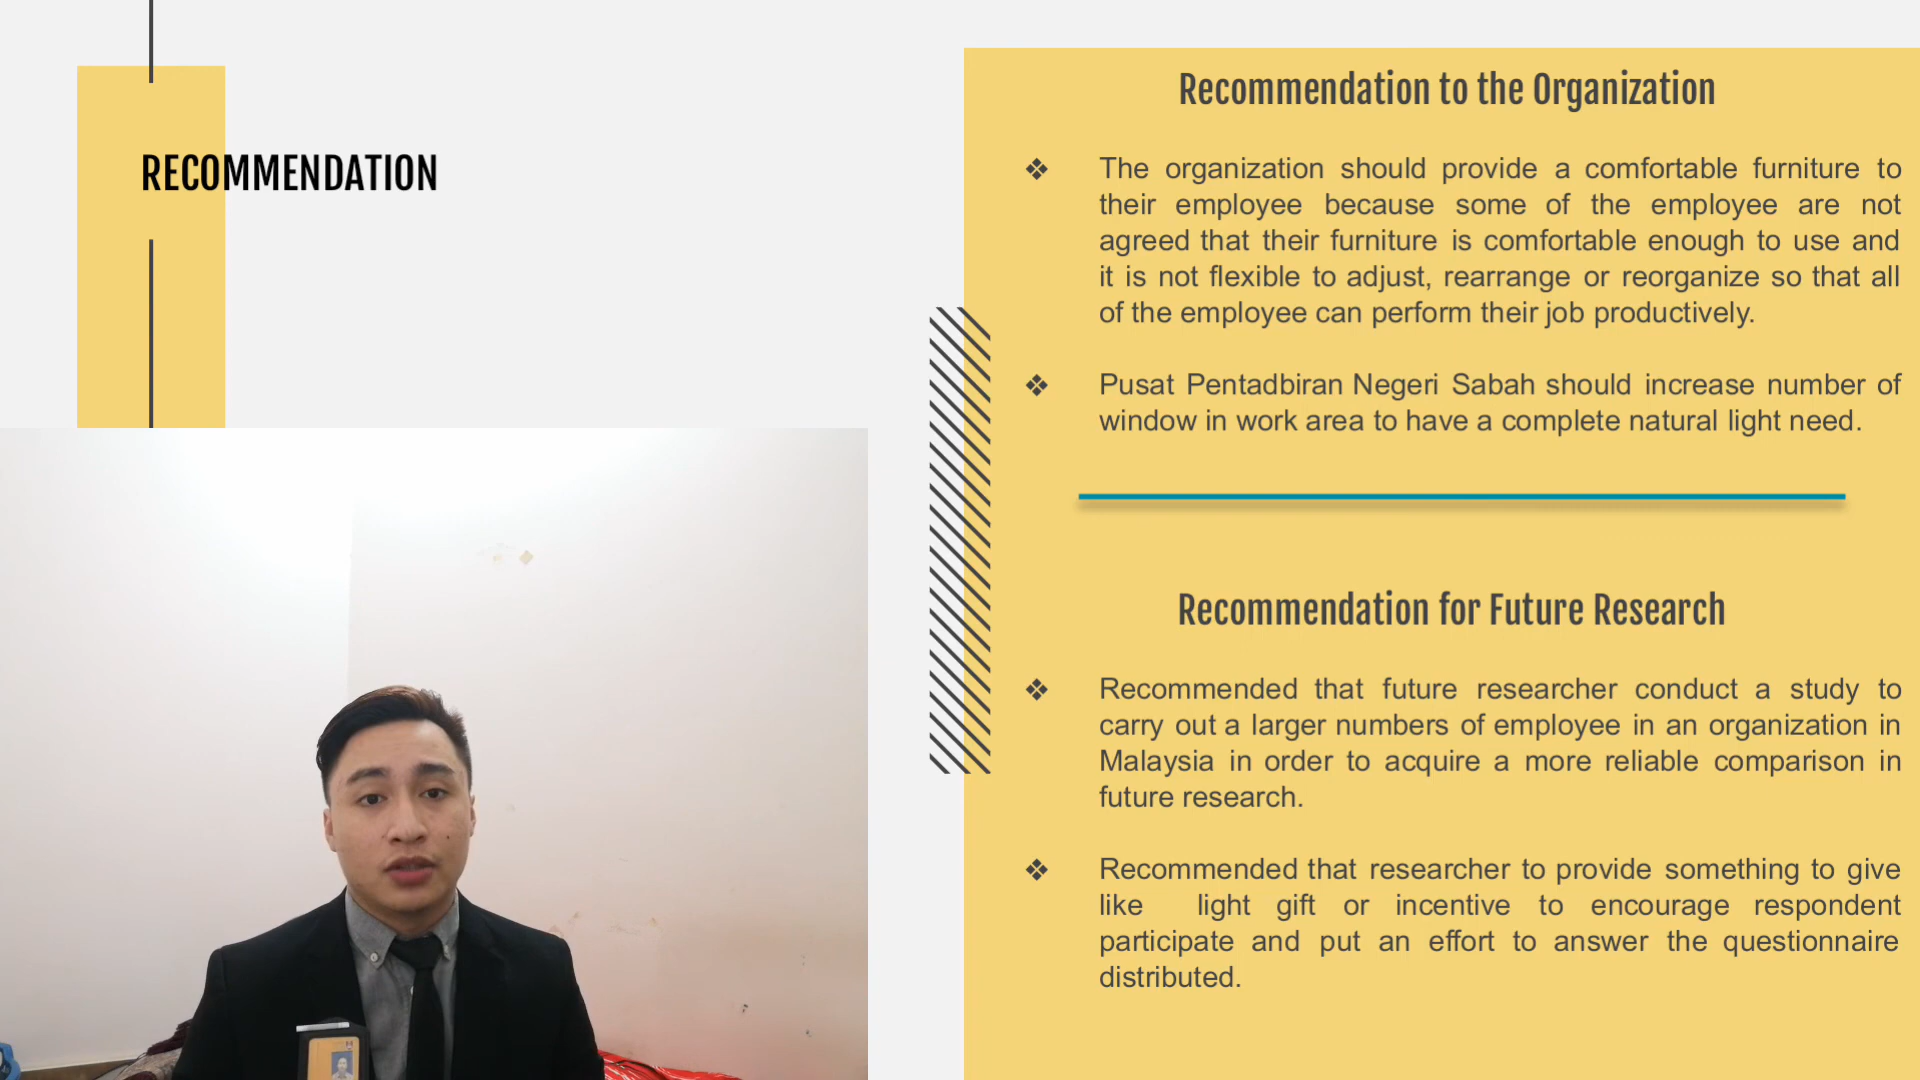 RECOMMENDATION
Recommendation to the Organization
❖ The organization should provide a comfortable furniture to
their employee because some of the employee are not
agreed that their furniture is comfortable enough to use and
it is not flexible to adjust, rearrange or reorganize so that all
of the employee can perform their job productively.
❖ Pusat Pentadbiran Negeri Sabah should increase number of
window in work area to have a complete natural light need.
Recommendation for Future Research
❖ Recommended that future researcher conduct a study to
carry out a larger numbers of employee in an organization in
Malaysia in order to acquire a more reliable comparison in
future research.
❖ Recommended that researcher to provide something to give
like light gift or incentive to encourage respondent
participate and put an effort to answer the questionnaire
distributed.